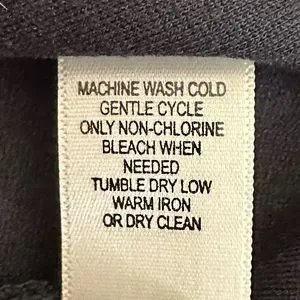 MACHINE WASH COLD
GENTLE CYCLE
ONLY NON-CHLORINE
BLEACH WHEN
NEEDED
TUMBLE DRY LOW
WARM IRON
OR DRY CLEAN